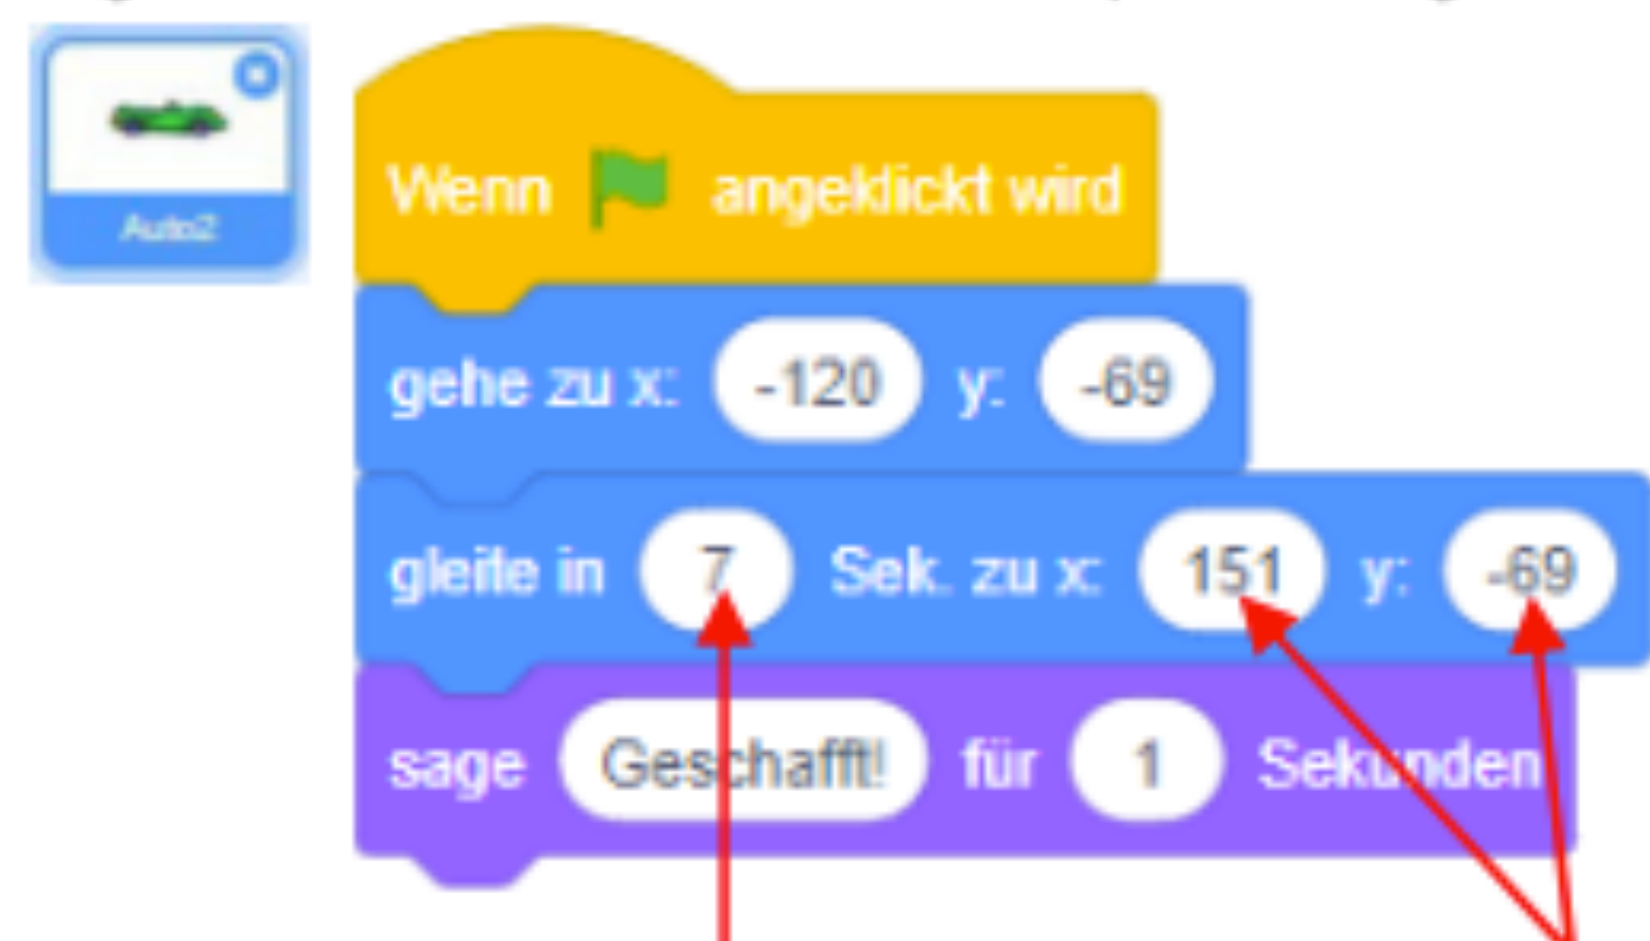 Auto2
Wenn angeklickt wird
gehe zu x: -120 y: -69
gleite in 7 Sek. zu x: 151 y: -69
sage Geschafft! für 1 Sekunden